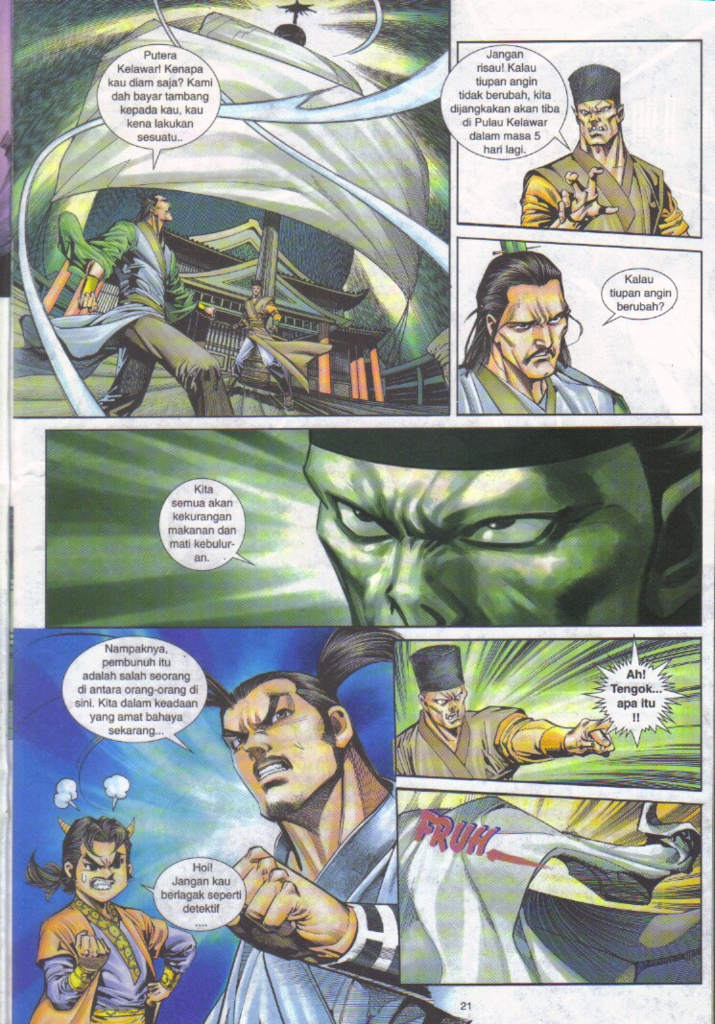 Putera
Kelawar! Kenapa
kau diam saja? Kami
dah bayar tambang
kepada kau, kau
kena lakukan
sesuatu..
Jangan
risau! Kalau
tiupan angin
tidak berubah, kita
dijangkakan akan tiba
di Pulau Kelawar
dalam masa 5
hari lagi.
Kalau
tiupan angin
berubah?
Kita
semua akan
kekurangan
makanan dan
mati kebulur-
an.
Nampaknya,
pembunuh itu
adalah salah seorang
di antara orang-orang di
sini. Kita dalam keadaan
yang amat bahaya
sekarang...
Hoi!
Jangan kau
berlagak seperti
detektif
....
Ah!
Tengok...
apa itu
!!
FRUH
21